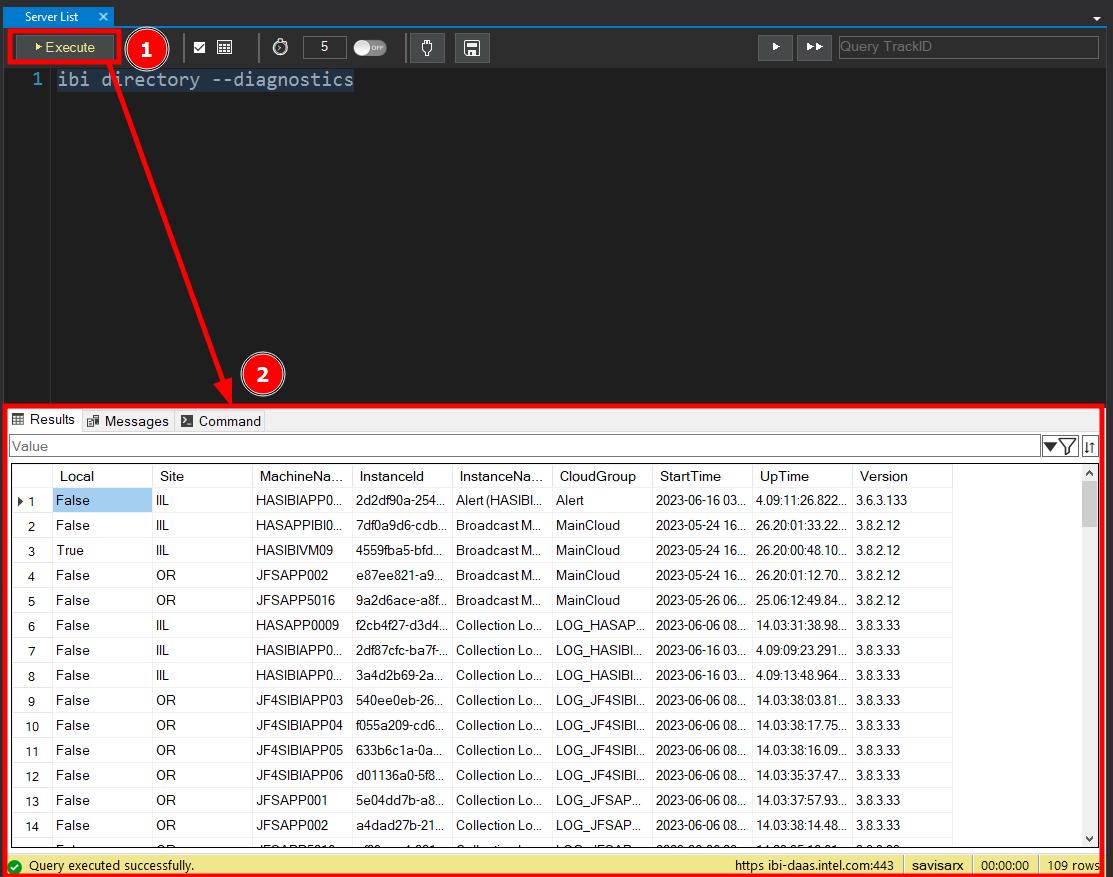 Server List
Execute 1 5 OFF Query TrackID
1 ibi directory --diagnostics
2
Results Messages Command
Value
Local Site MachineNa... InstanceId InstanceNa... CloudGroup StartTime UpTime Version
1 False IIL HASIBIAPP0... 2d2df90a-254... Alert (HASIBI... Alert 2023-06-16 03... 4.09:11:26.822... 3.6.3.133
2 False IIL HASAPPIBI0... 7df0a9d6-cdb... Broadcast M... MainCloud 2023-05-24 16... 26.20:01:33.22... 3.8.2.12
3 True IIL HASIBIVM09 4559fba5-bfd... Broadcast M... MainCloud 2023-05-24 16... 26.20:00:48.10... 3.8.2.12
4 False OR JFSAPP002 e87ee821-a9... Broadcast M... MainCloud 2023-05-24 16... 26.20:01:12.70... 3.8.2.12
5 False OR JFSAPP5016 9a2d6ace-a8f... Broadcast M... MainCloud 2023-05-26 06... 25.06:12:49.84... 3.8.2.12
6 False IIL HASAPP0009 f2cb4f27-d3d4... Collection Lo... LOG_HASAP... 2023-06-06 08... 14.03:31:38.98... 3.8.3.33
7 False IIL HASIBIAPP0... 2df87cfc-ba7f-... Collection Lo... LOG_HASIBI... 2023-06-16 03... 4.09:09:23.291... 3.8.3.33
8 False IIL HASIBIAPP0... 3a4d2b69-2a... Collection Lo... LOG_HASIBI... 2023-06-16 03... 4.09:13:48.964... 3.8.3.33
9 False OR JF4SIBIAPP03 540ee0eb-26... Collection Lo... LOG_JF4SIBI... 2023-06-06 08... 14.03:38:03.81... 3.8.3.33
10 False OR JF4SIBIAPP04 f055a209-cd6... Collection Lo... LOG_JF4SIBI... 2023-06-06 08... 14.03:38:17.75... 3.8.3.33
11 False OR JF4SIBIAPP05 633b6c1a-0a... Collection Lo... LOG_JF4SIBI... 2023-06-06 08... 14.03:38:16.09... 3.8.3.33
12 False OR JF4SIBIAPP06 d01136a0-5f8... Collection Lo... LOG_JF4SIBI... 2023-06-06 08... 14.03:35:37.47... 3.8.3.33
13 False OR JFSAPP001 5e04dd7b-a8... Collection Lo... LOG_JFSAP... 2023-06-06 08... 14.03:37:57.93... 3.8.3.33
14 False OR JFSAPP002 a4dad27b-21... Collection Lo... LOG_JFSAP... 2023-06-06 08... 14.03:38:14.48... 3.8.3.33
Query executed successfully. https ibi-daas.intel.com:443 savisarx 00:00:00 109 rows